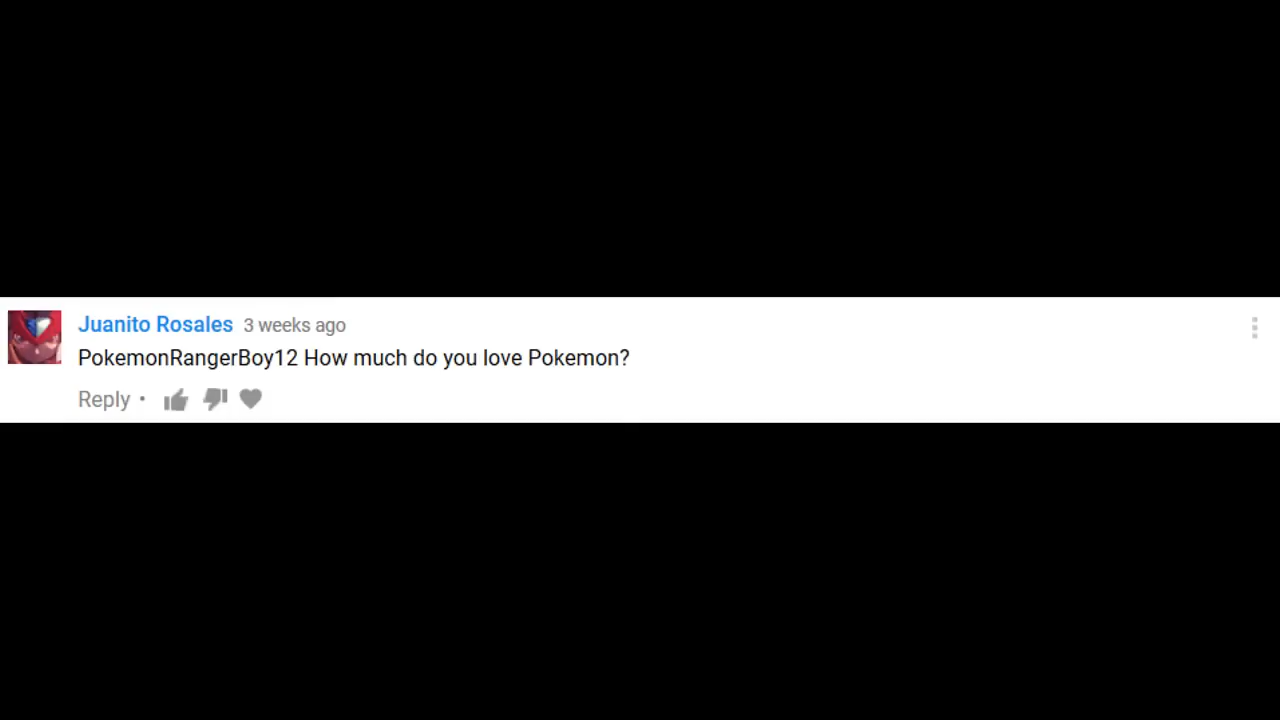 Juanito Rosales 3 weeks ago
PokemonRangerBoy12 How much do you love Pokemon?
Reply •